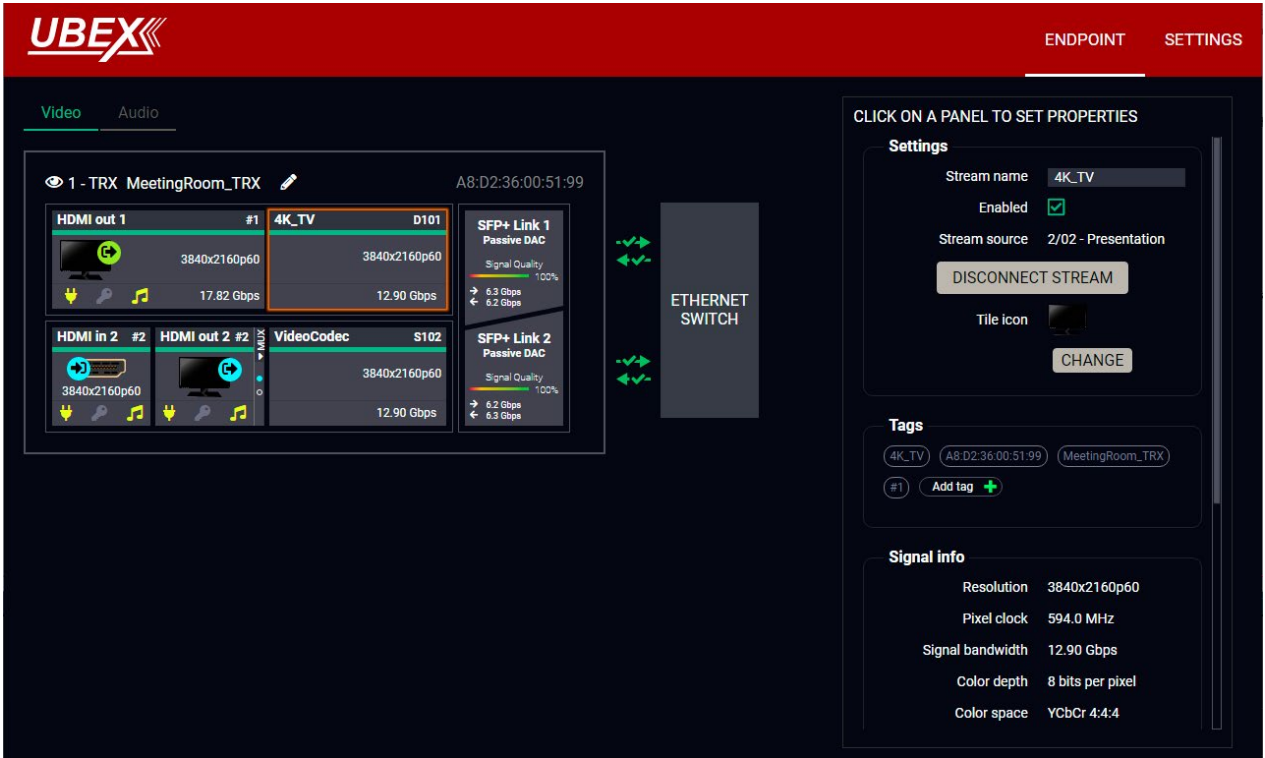 UBEX
ENDPOINT SETTINGS
Video Audio
1 - TRX MeetingRoom_TRX A8:D2:36:00:51:99
HDMI out 1 #1
3840x2160p60
17.82 Gbps
4K_TV D101
3840x2160p60
12.90 Gbps
SFP+ Link 1
Passive DAC
Signal Quality
100%
6.3 Gbps
6.2 Gbps
HDMI in 2 #2
3840x2160p60
HDMI out 2 #2
MUX
VideoCodec S102
3840x2160p60
12.90 Gbps
SFP+ Link 2
Passive DAC
Signal Quality
100%
6.2 Gbps
6.3 Gbps
ETHERNET
SWITCH
CLICK ON A PANEL TO SET PROPERTIES
Settings
Stream name 4K_TV
Enabled
Stream source 2/02 - Presentation
DISCONNECT STREAM
Tile icon
CHANGE
Tags
4K_TV A8:D2:36:00:51:99 MeetingRoom_TRX
#1 Add tag
Signal info
Resolution 3840x2160p60
Pixel clock 594.0 MHz
Signal bandwidth 12.90 Gbps
Color depth 8 bits per pixel
Color space YCbCr 4:4:4